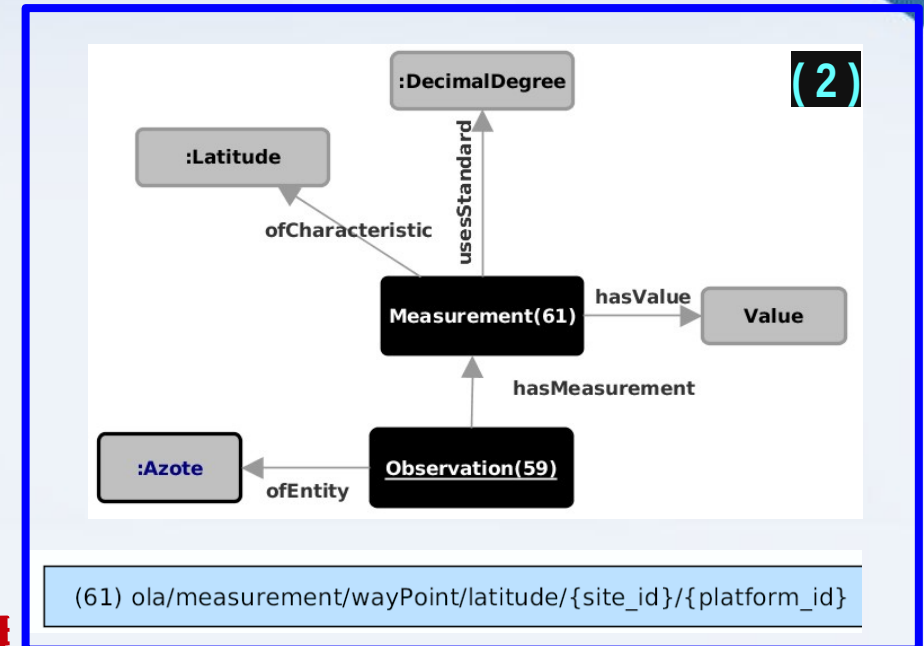 :DecimalDegree
( 2 )
:Latitude
usesStandard
ofCharacteristic
Measurement(61)
hasValue
Value
hasMeasurement
:Azote
ofEntity
Observation(59)
(61) ola/measurement/wayPoint/latitude/{site_id}/{platform_id}